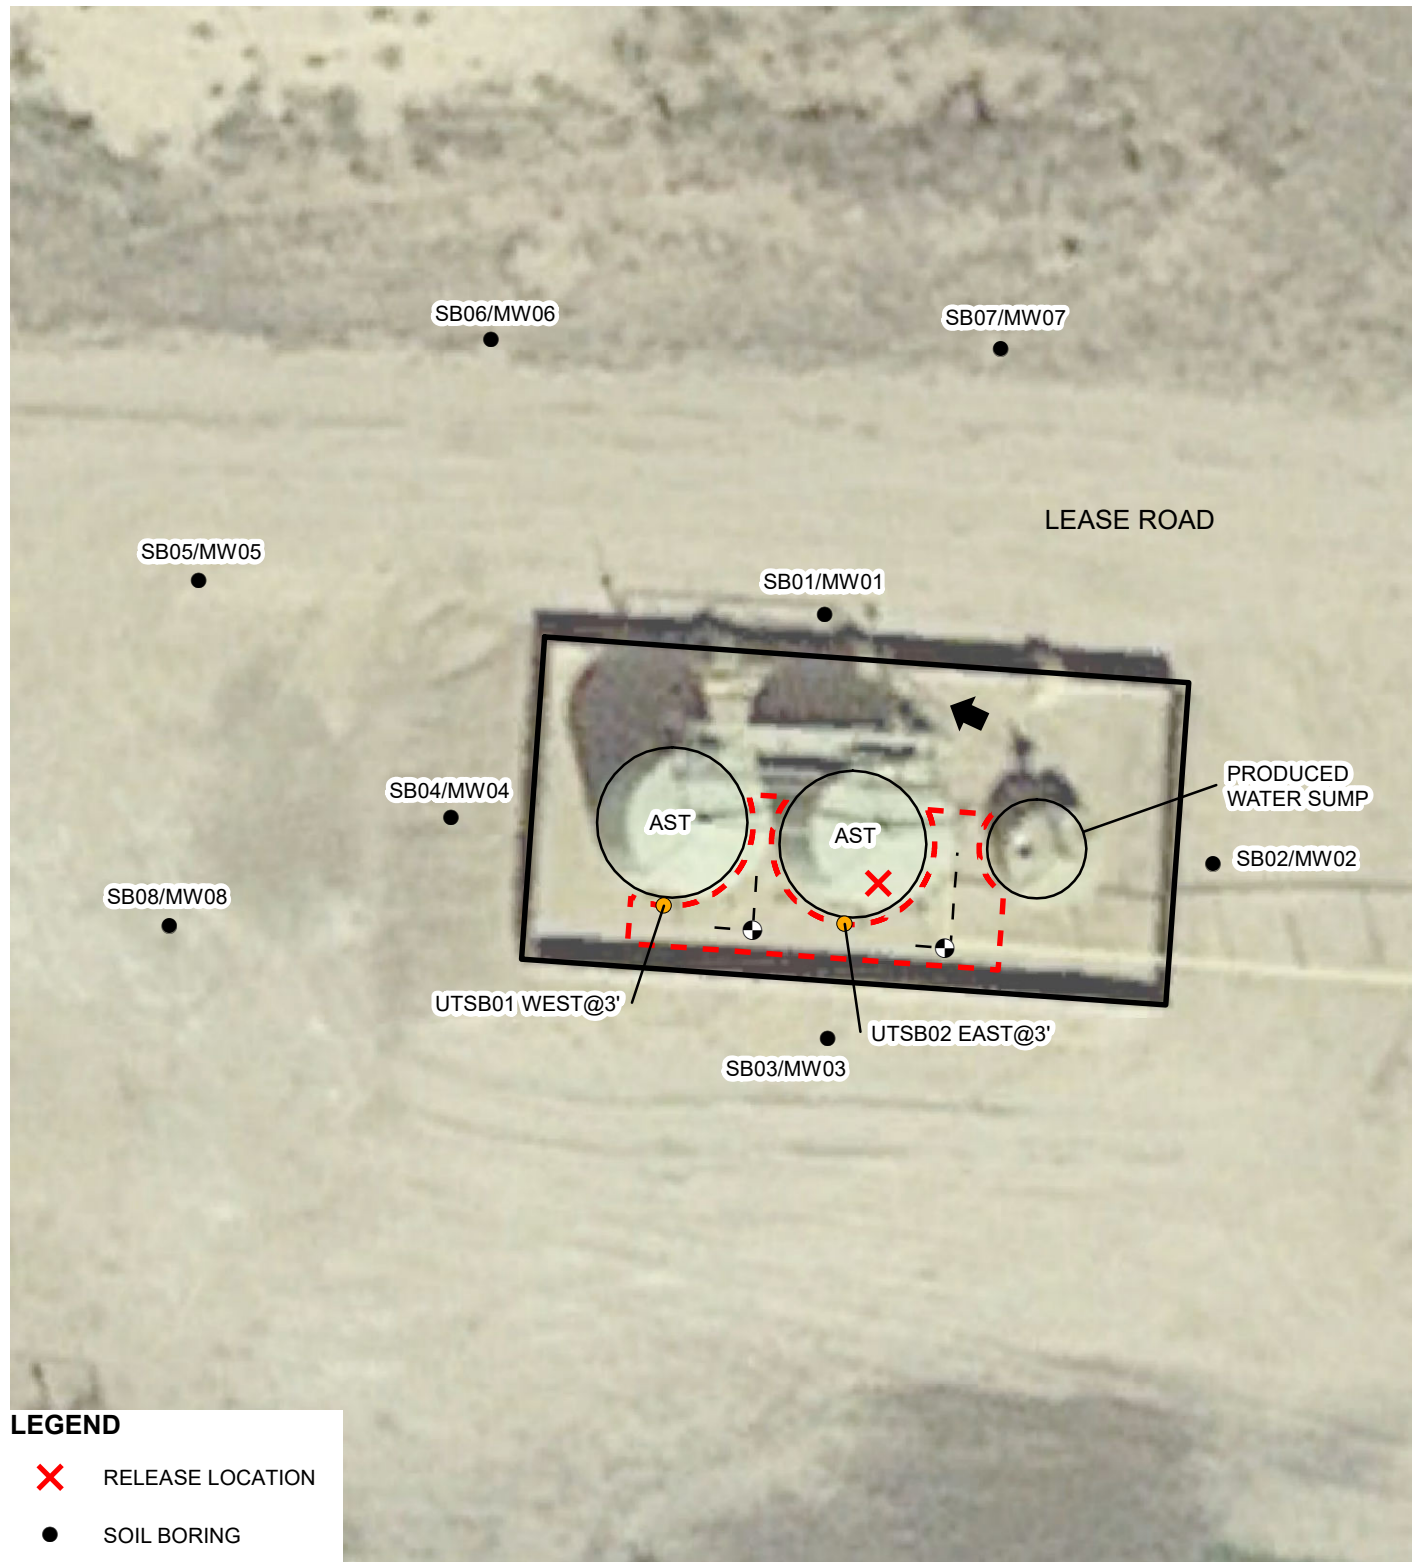 SB06/MW06
SB07/MW07
LEASE ROAD
SB05/MW05
SB01/MW01
PRODUCED
WATER SUMP
SB04/MW04
AST
AST
SB02/MW02
SB08/MW08
UTSB01 WEST@3'
UTSB02 EAST@3'
SB03/MW03
LEGEND
RELEASE LOCATION
SOIL BORING